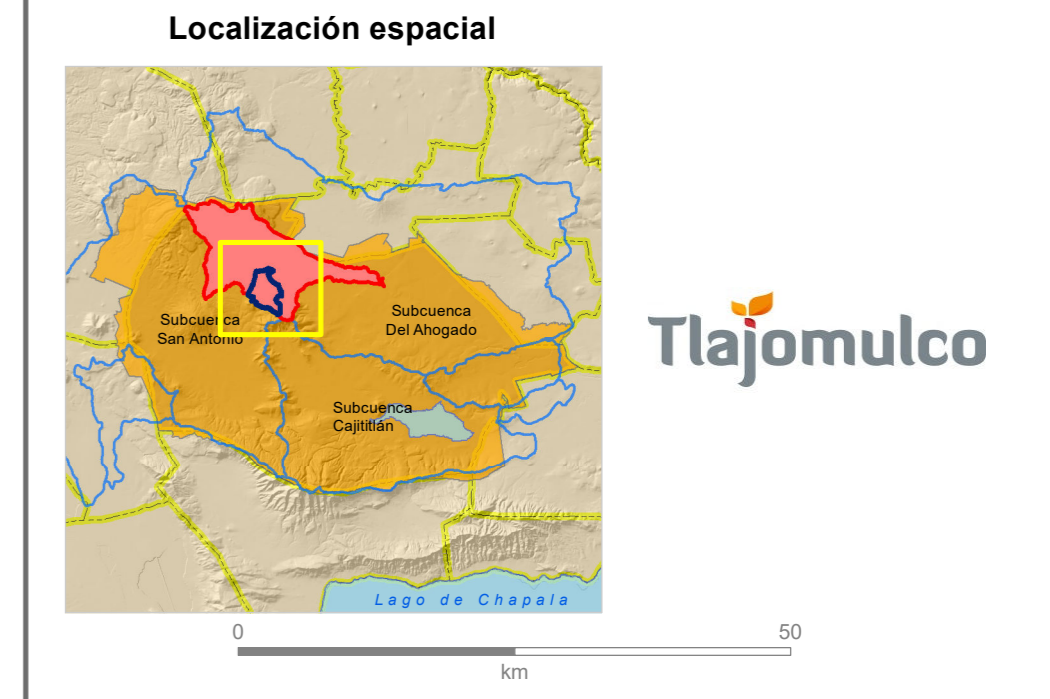 Localización espacial
Subcuenca
San Antonio
Subcuenca
Del Ahogado
Subcuenca
Cajititlán
Lago de Chapala
Tlajomulco
0 50
km